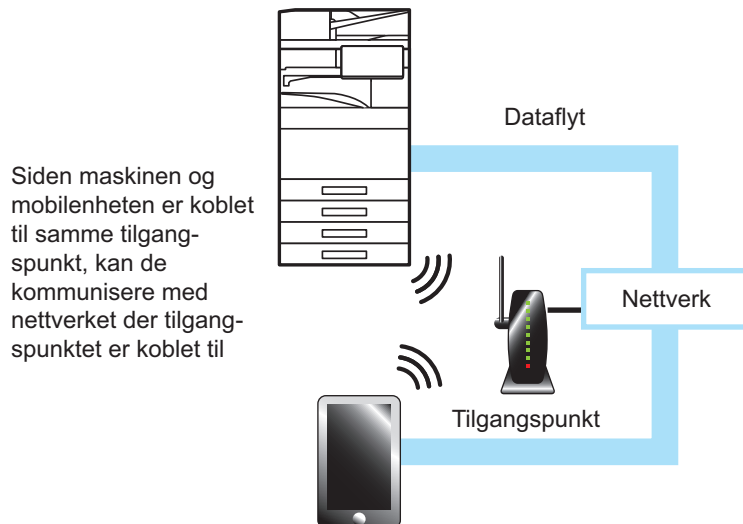 Dataflyt
Siden maskinen og
mobilenheten er koblet
til samme tilgang-
spunkt, kan de
kommunisere med
nettverket der tilgang-
spunktet er koblet til
Nettverk
Tilgangspunkt